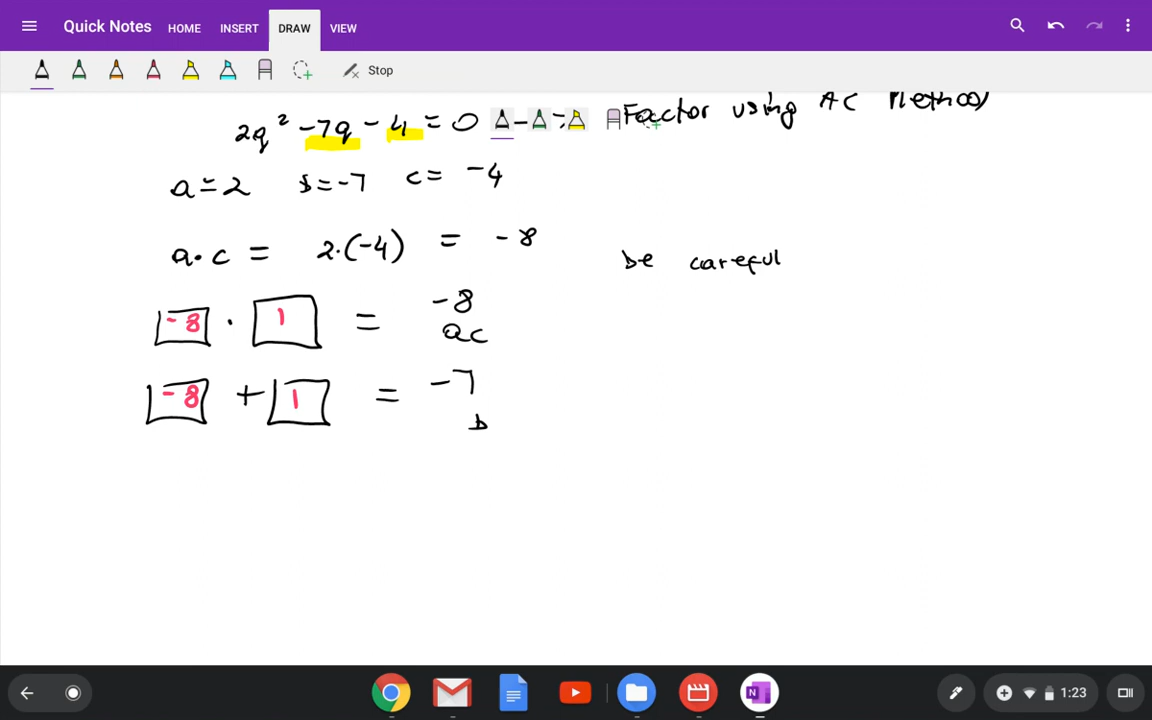 Quick Notes HOME INSERT DRAW VIEW
Stop
Factor using AC Method
2q² - 7q - 4 = 0
a = 2 b = -7 c = -4
a · c = 2·(-4) = -8
be careful
-8 · 1 = -8
ac
-8 + 1 = -7
b
1:23